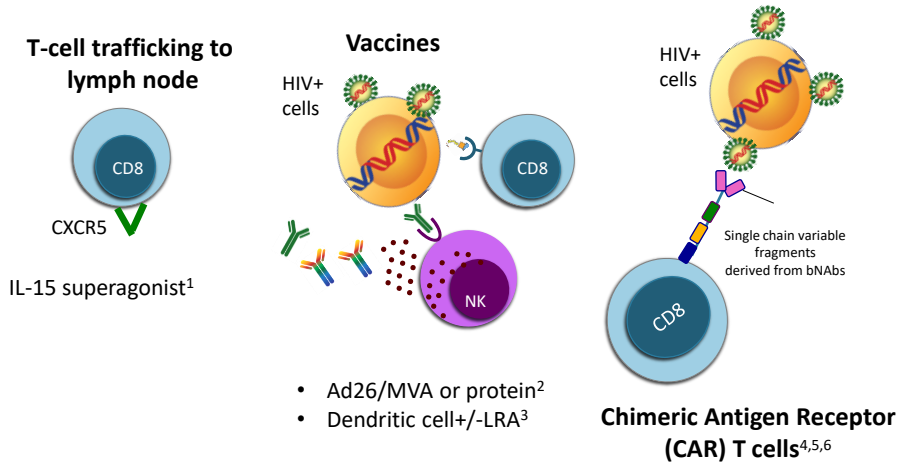 T-cell trafficking to
lymph node
CD8
CXCR5
IL-15 superagonist¹
Vaccines
HIV+
cells
CD8
NK
• Ad26/MVA or protein²
• Dendritic cell+/-LRA³
HIV+
cells
Single chain variable
fragments
derived from bNAbs
CD8
Chimeric Antigen Receptor
(CAR) T cells⁴,⁵,⁶